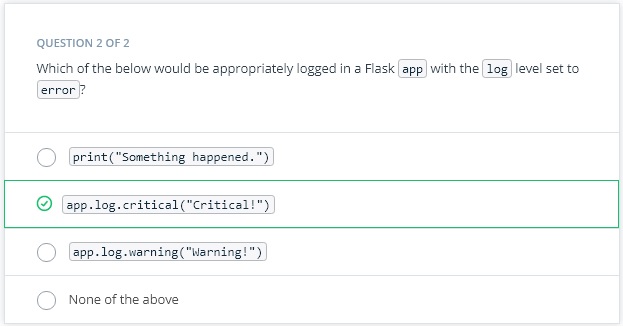 QUESTION 2 OF 2
Which of the below would be appropriately logged in a Flask app with the log level set to
error?
print("Something happened.")
app.log.critical("Critical!")
app.log.warning("Warning!")
None of the above